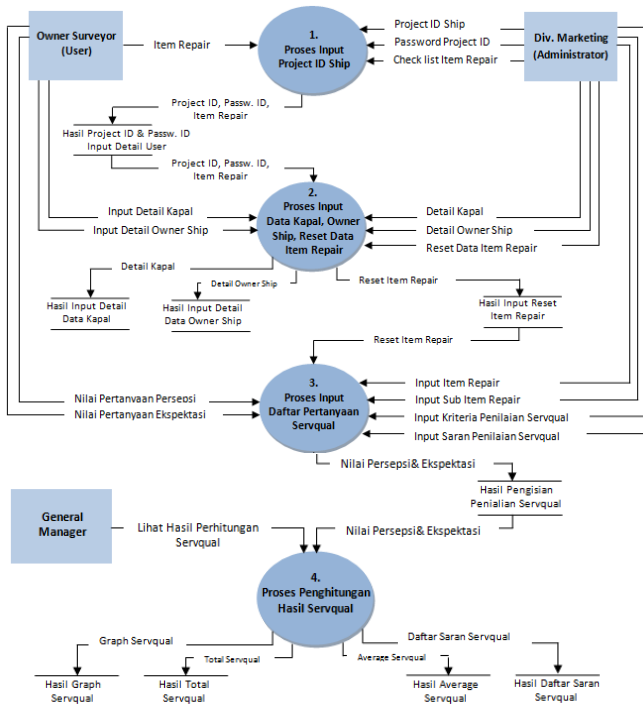 Owner Surveyor
(User)
Item Repair
1.
Proses Input
Project ID Ship
Project ID Ship
Password Project ID
Check list Item Repair
Div. Marketing
(Administrator)
Project ID, Passw. ID,
Item Repair
Hasil Project ID & Passw. ID
Input Detail User
Project ID, Passw. ID,
Item Repair
Input Detail Kapal
Input Detail Owner Ship
2.
Proses Input
Data Kapal, Owner
Ship, Reset Data
Item Repair
Detail Kapal
Detail Owner Ship
Reset Data Item Repair
Detail Kapal
Detail Owner Ship
Reset Item Repair
Hasil Input Detail
Data Kapal
Hasil Input Detail
Data Owner Ship
Hasil Input Reset
Item Repair
Reset Item Repair
Nilai Pertanyaan Persepsi
Nilai Pertanyaan Ekspektasi
3.
Proses Input
Daftar Pertanyaan
Servqual
Input Item Repair
Input Sub Item Repair
Input Kriteria Penilaian Servqual
Input Saran Penilaian Servqual
Nilai Persepsi& Ekspektasi
Hasil Pengisian
Penialian Servqual
General
Manager
Lihat Hasil Perhitungan
Servqual
Nilai Persepsi& Ekspektasi
4.
Proses Penghitungan
Hasil Servqual
Graph Servqual
Total Servqual
Average Servqual
Daftar Saran Servqual
Hasil Graph
Servqual
Hasil Total
Servqual
Hasil Average
Servqual
Hasil Daftar Saran
Servqual